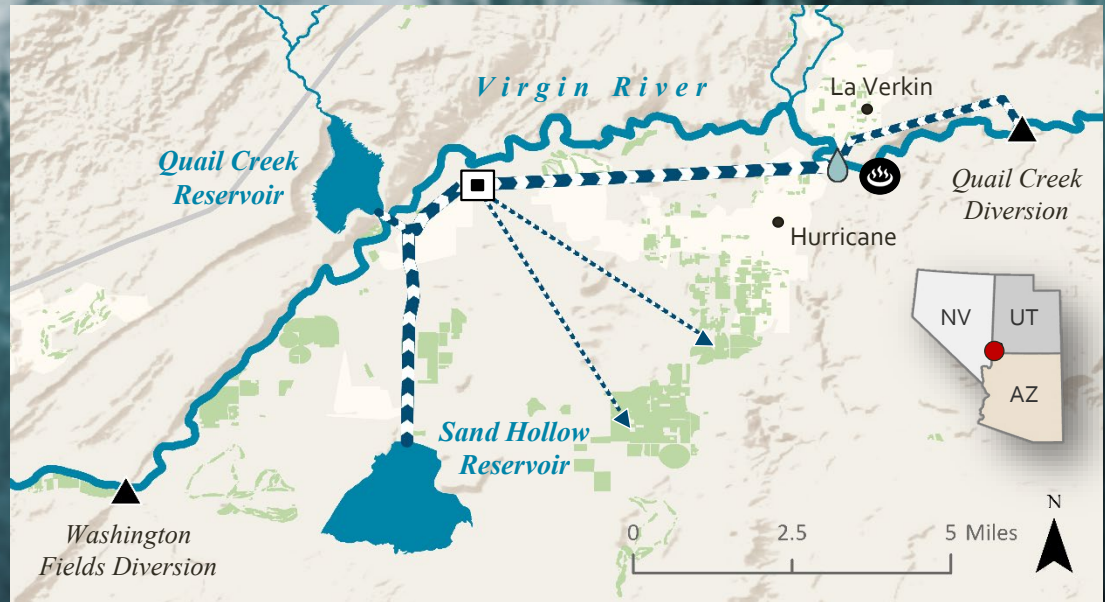 Virgin River
La Verkin
Quail Creek
Reservoir
Quail Creek
Diversion
Hurricane
NV
UT
AZ
Sand Hollow
Reservoir
Washington
Fields Diversion
0
2.5
5 Miles
N